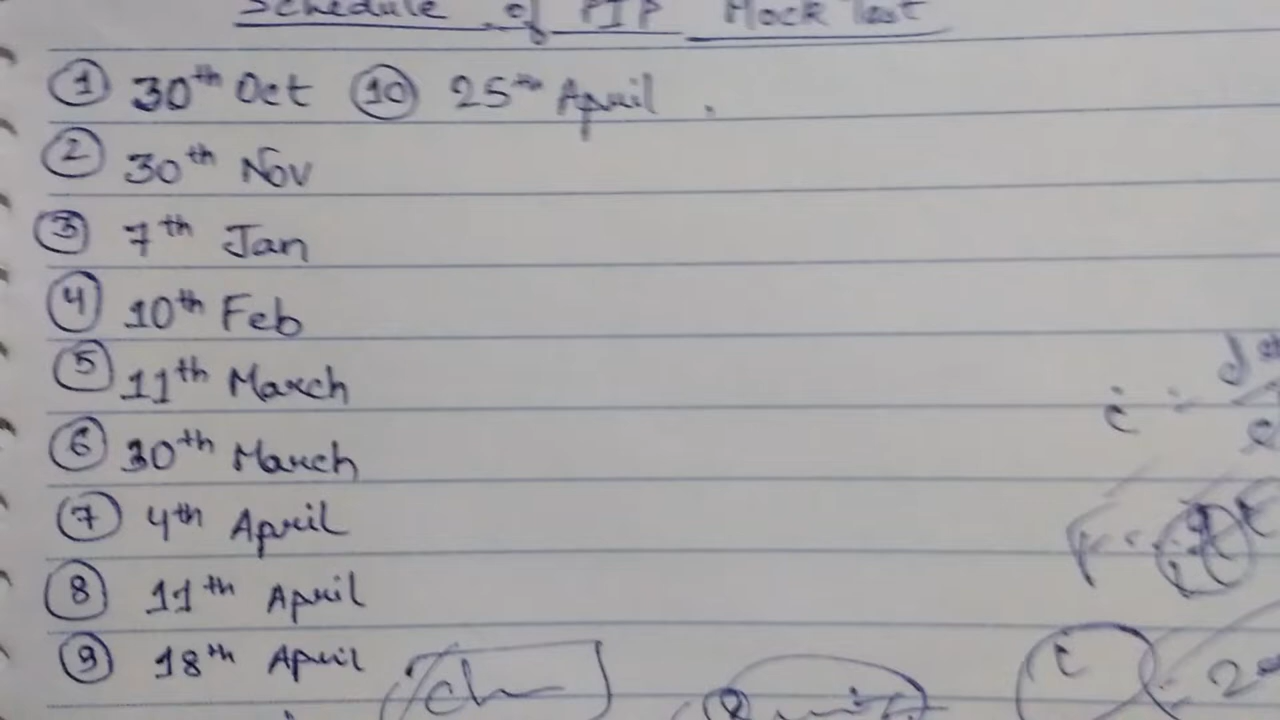 Schedule of PIP Mock Test
① 30th Oct ⑩ 25th April .
② 30th Nov
③ 7th Jan
④ 10th Feb
⑤ 11th March
⑥ 30th March
⑦ 4th April
⑧ 11th April
⑨ 18th April